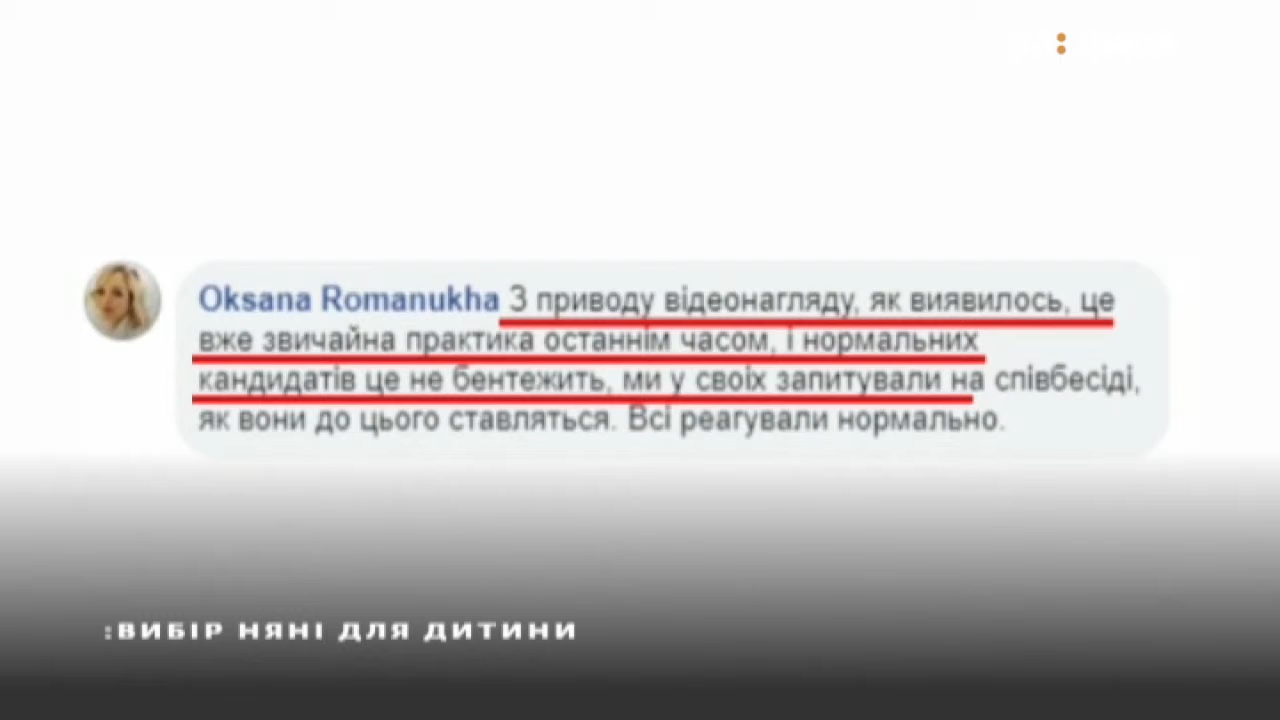 Oksana Romanukha З приводу відеонагляду, як виявилось, це
вже звичайна практика останнім часом, і нормальних
кандидатів це не бентежить, ми у своїх запитували на співбесіді,
як вони до цього ставляться. Всі реагували нормально.
:ВИБІР НЯНІ ДЛЯ ДИТИНИ